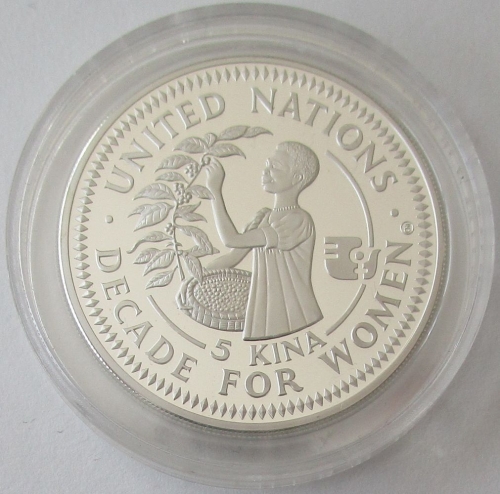 UNITED NATIONS
DECADE FOR WOMEN
5 KINA